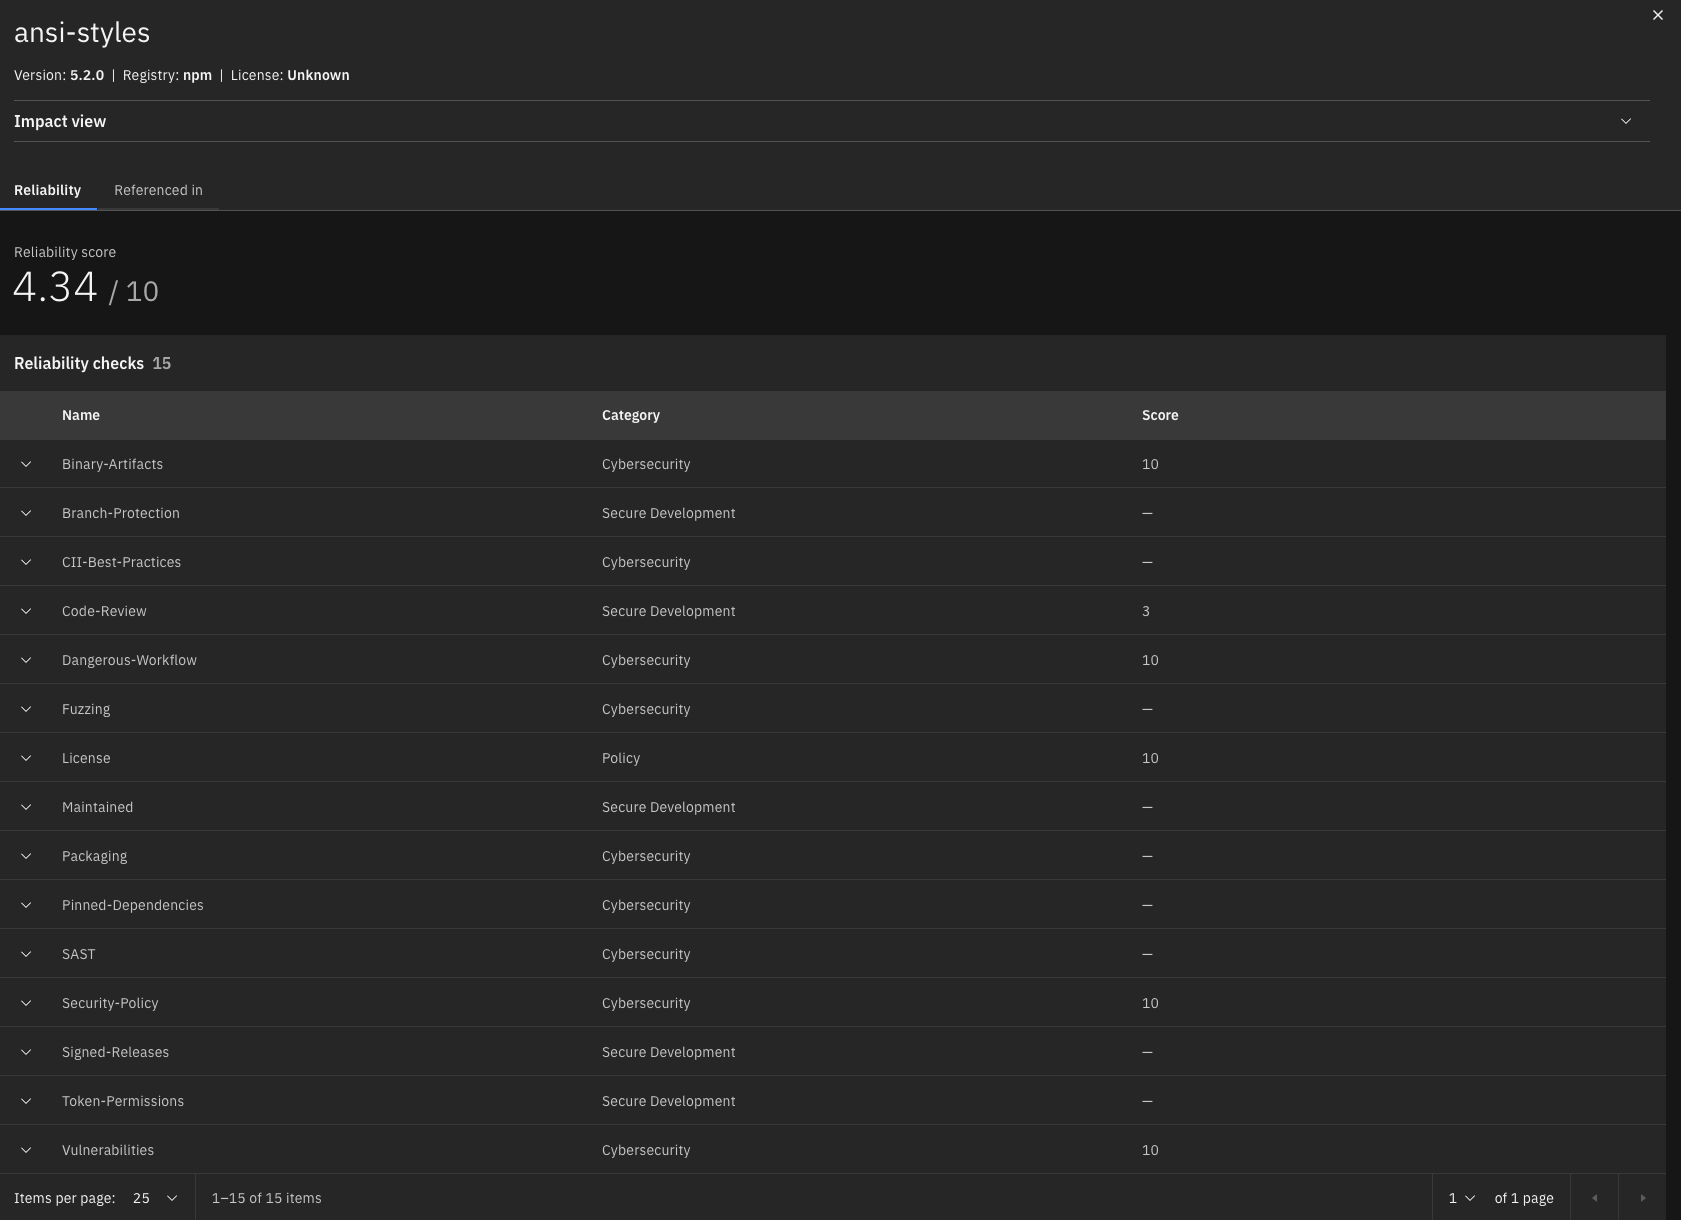 ansi-styles
Version: 5.2.0 | Registry: npm | License: Unknown
Impact view
Reliability Referenced in
Reliability score
4.34 / 10
Reliability checks 15
Name Category Score
Binary-Artifacts Cybersecurity 10
Branch-Protection Secure Development —
CII-Best-Practices Cybersecurity —
Code-Review Secure Development 3
Dangerous-Workflow Cybersecurity 10
Fuzzing Cybersecurity —
License Policy 10
Maintained Secure Development —
Packaging Cybersecurity —
Pinned-Dependencies Cybersecurity —
SAST Cybersecurity —
Security-Policy Cybersecurity 10
Signed-Releases Secure Development —
Token-Permissions Secure Development —
Vulnerabilities Cybersecurity 10
Items per page: 25 1–15 of 15 items 1 of 1 page